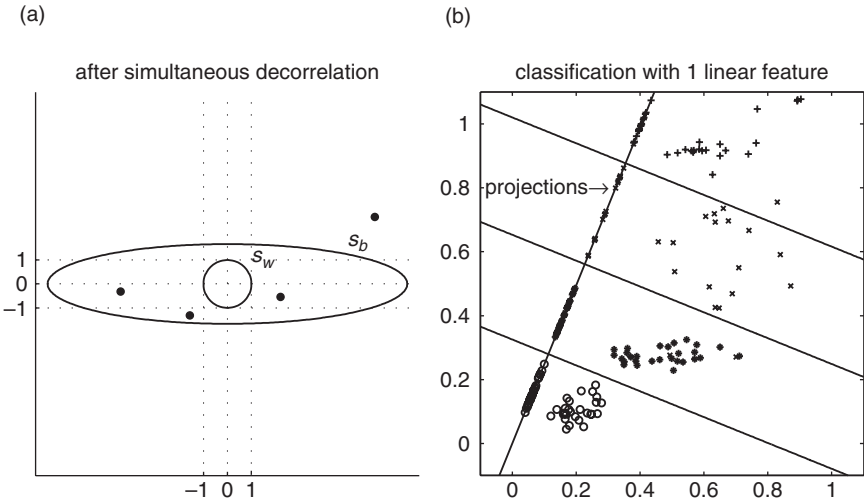 (a)
after simultaneous decorrelation
s_b
s_w
1
0
−1
−1 0 1
(b)
classification with 1 linear feature
projections→
1
0.8
0.6
0.4
0.2
0
0 0.2 0.4 0.6 0.8 1